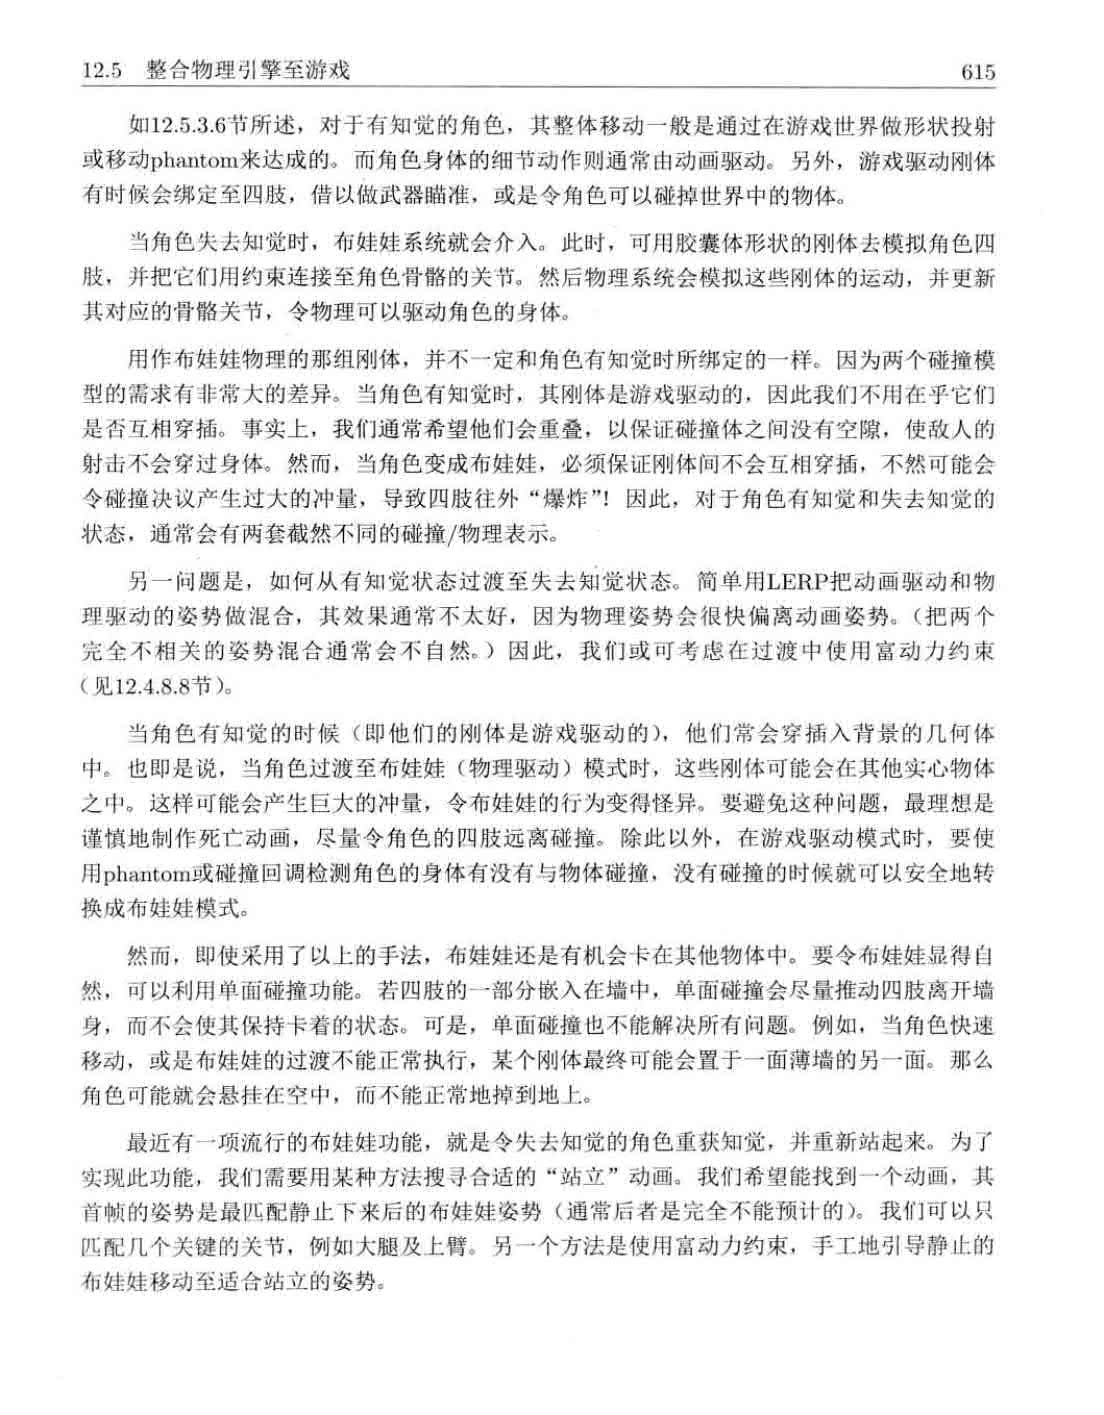 12.5 整合物理引擎至游戏 615
如12.5.3.6节所述，对于有知觉的角色，其整体移动一般是通过在游戏世界做形状投射
或移动phantom来达成的。而角色身体的细节动作则通常由动画驱动。另外，游戏驱动刚体
有时候会绑定至四肢，借以做武器瞄准，或是令角色可以碰掉世界中的物体。
当角色失去知觉时，布娃娃系统就会介入。此时，可用胶囊体形状的刚体去模拟角色四
肢，并把它们用约束连接至角色骨骼的关节。然后物理系统会模拟这些刚体的运动，并更新
其对应的骨骼关节，令物理可以驱动角色的身体。
用作布娃娃物理的那组刚体，并不一定和角色有知觉时所绑定的一样。因为两个碰撞模
型的需求有非常大的差异。当角色有知觉时，其刚体是游戏驱动的，因此我们不用在乎它们
是否互相穿插。事实上，我们通常希望他们会重叠，以保证碰撞体之间没有空隙，使敌人的
射击不会穿过身体。然而，当角色变成布娃娃，必须保证刚体间不会互相穿插，不然可能会
令碰撞决议产生过大的冲量，导致四肢往外“爆炸”！因此，对于角色有知觉和失去知觉的
状态，通常会有两套截然不同的碰撞/物理表示。
另一问题是，如何从有知觉状态过渡至失去知觉状态。简单用LERP把动画驱动和物
理驱动的姿势做混合，其效果通常不太好，因为物理姿势会很快偏离动画姿势。（把两个
完全不相关的姿势混合通常会不自然。）因此，我们或可考虑在过渡中使用富动力约束
（见12.4.8.8节）。
当角色有知觉的时候（即他们的刚体是游戏驱动的），他们常会穿插入背景的几何体
中。也即是说，当角色过渡至布娃娃（物理驱动）模式时，这些刚体可能会在其他实心物体
之中。这样可能会产生巨大的冲量，令布娃娃的行为变得怪异。要避免这种问题，最理想是
谨慎地制作死亡动画，尽量令角色的四肢远离碰撞。除此以外，在游戏驱动模式时，要使
用phantom或碰撞回调检测角色的身体有没有与物体碰撞，没有碰撞的时候就可以安全地转
换成布娃娃模式。
然而，即使采用了以上的手法，布娃娃还是有机会卡在其他物体中。要令布娃娃显得自
然，可以利用单面碰撞功能。若四肢的一部分嵌入在墙中，单面碰撞会尽量推动四肢离开墙
身，而不会使其保持卡着的状态。可是，单面碰撞也不能解决所有问题。例如，当角色快速
移动，或是布娃娃的过渡不能正常执行，某个刚体最终可能会置于一面薄墙的另一面。那么
角色可能就会悬挂在空中，而不能正常地掉到地上。
最近有一项流行的布娃娃功能，就是令失去知觉的角色重获知觉，并重新站起来。为了
实现此功能，我们需要用某种方法搜寻合适的“站立”动画。我们希望能找到一个动画，其
首帧的姿势是最匹配静止下来后的布娃娃姿势（通常后者是完全不能预计的）。我们可以只
匹配几个关键的关节，例如大腿及上臂。另一个方法是使用富动力约束，手工地引导静止的
布娃娃移动至适合站立的姿势。